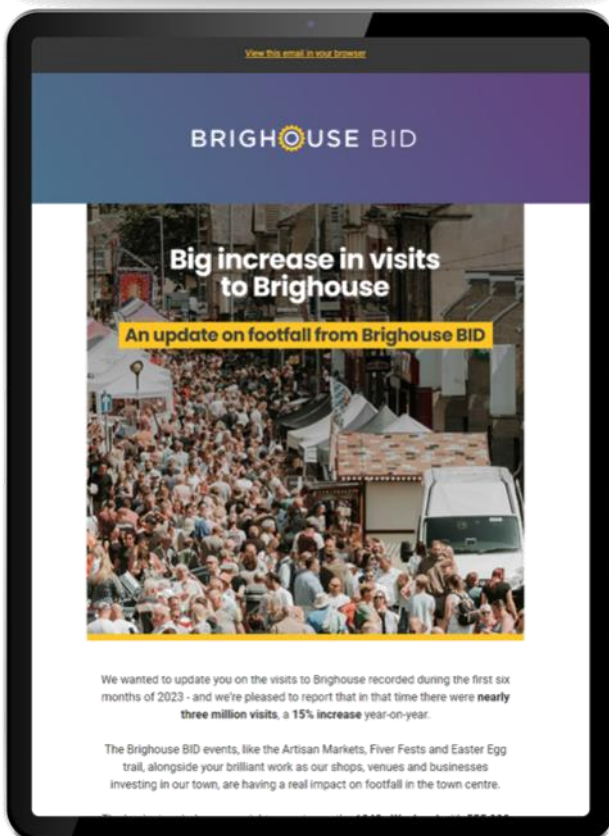 View this email in your browser
BRIGHOUSE BID
Big increase in visits
to Brighouse
An update on footfall from Brighouse BID
We wanted to update you on the visits to Brighouse recorded during the first six
months of 2023 - and we're pleased to report that in that time there were nearly
three million visits, a 15% increase year-on-year.
The Brighouse BID events, like the Artisan Markets, Fiver Fests and Easter Egg
trail, alongside your brilliant work as our shops, venues and businesses
investing in our town, are having a real impact on footfall in the town centre.